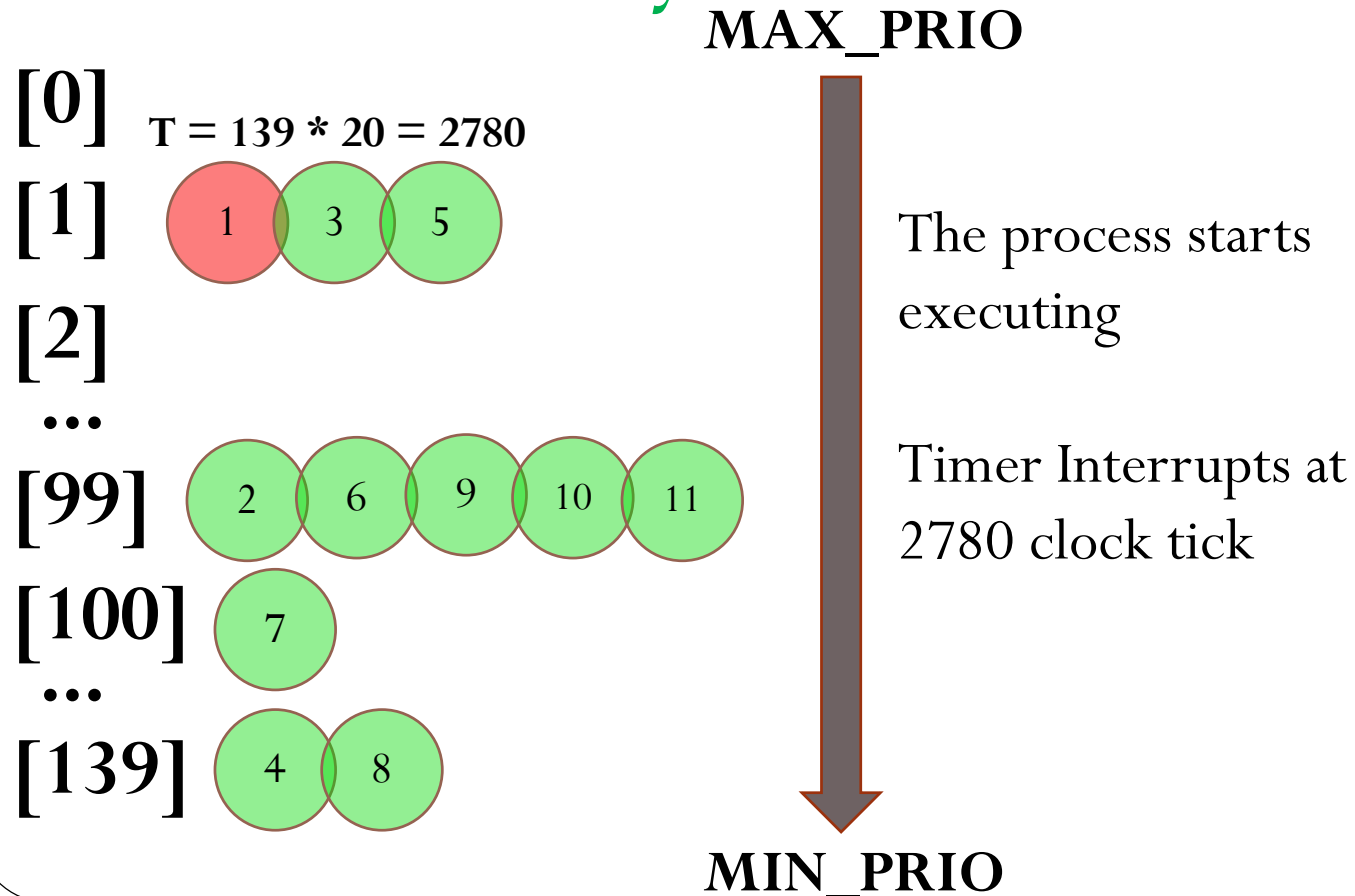 MAX_PRIO
[0]
T = 139 * 20 = 2780
[1] 1 3 5
The process starts
executing
[2]
...
Timer Interrupts at
2780 clock tick
[99] 2 6 9 10 11
[100] 7
...
[139] 4 8
MIN_PRIO